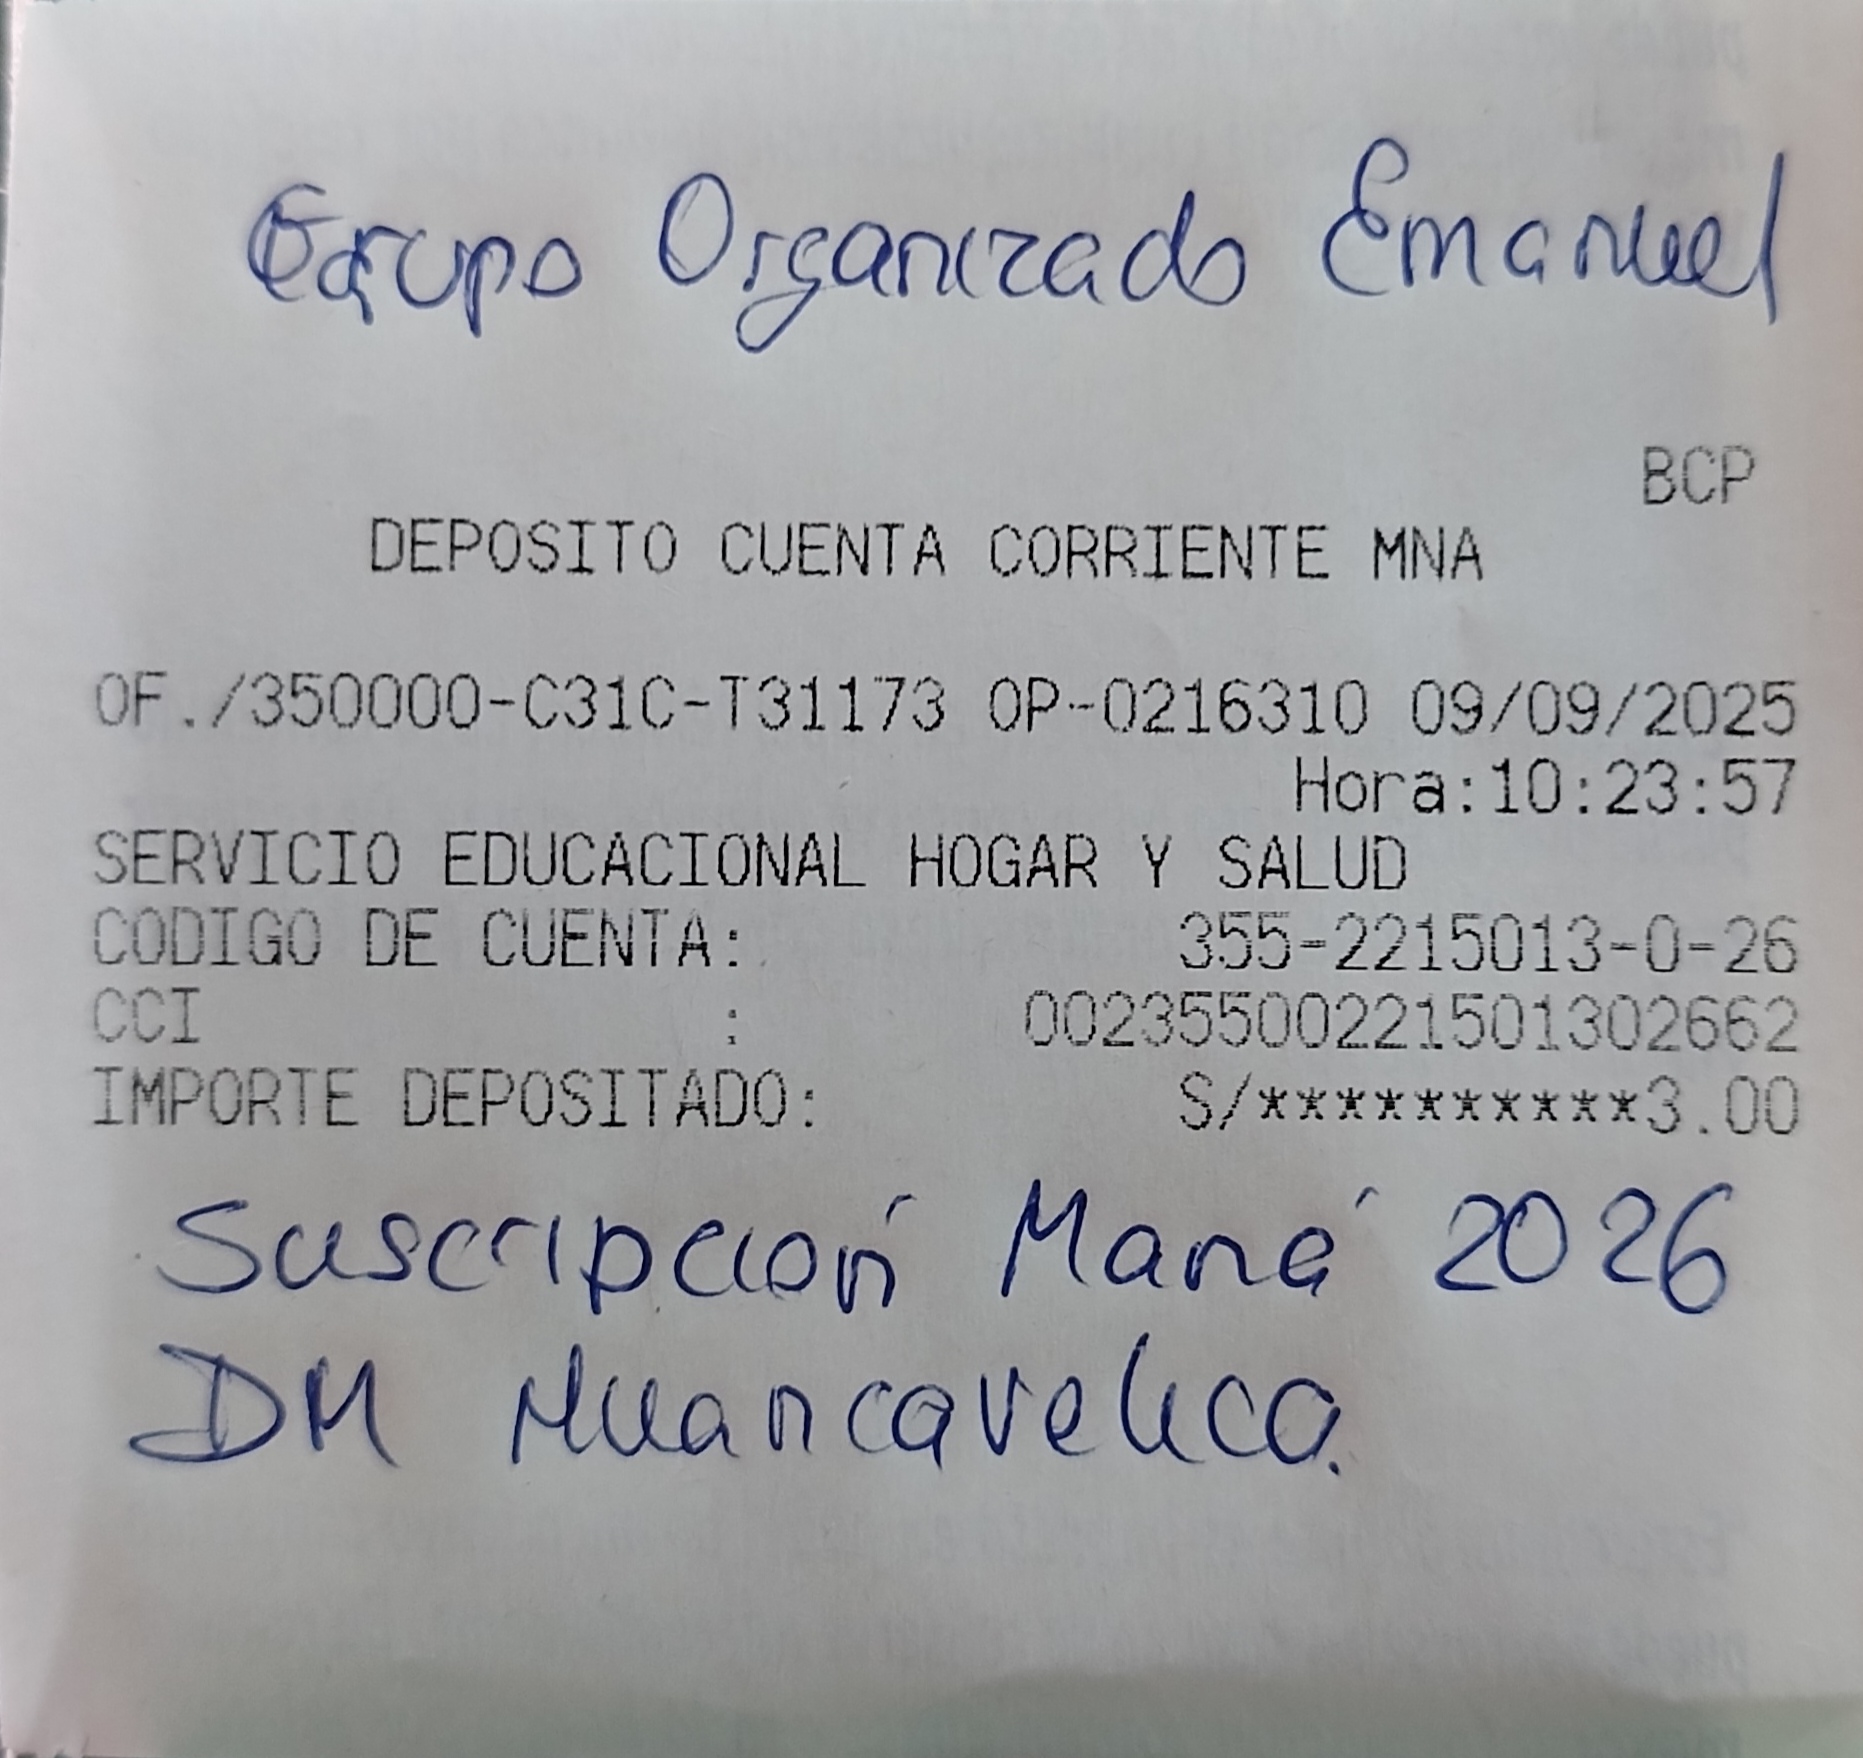 Grupo Organizado Emanuel
BCP
DEPOSITO CUENTA CORRIENTE MNA
OF./350000-C31C-T31173 OP-0216310 09/09/2025
Hora:10:23:57
SERVICIO EDUCACIONAL HOGAR Y SALUD
CODIGO DE CUENTA: 355-2215013-0-26
CCI : 00235500221501302662
IMPORTE DEPOSITADO: S/**********3.00
Suscripción Maná 2026
DM Huancavelica.